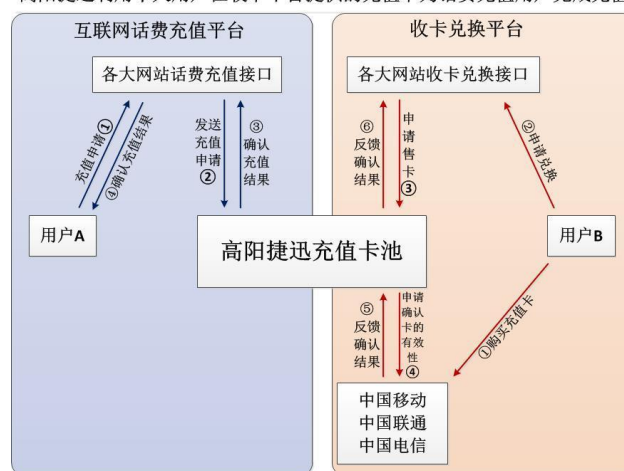 互联网话费充值平台
收卡兑换平台
各大网站话费充值接口
各大网站收卡兑换接口
充值申请①
④确认充值结果
发送
充值
申请
②
③
确认
充值
结果
⑥
反馈
确认
结果
申
请
售
卡
③
②申请兑换
用户A
高阳捷迅充值卡池
用户B
⑤
反馈
确认
结果
申请
确认
卡的
有效
性
④
①购买充值卡
中国移动
中国联通
中国电信